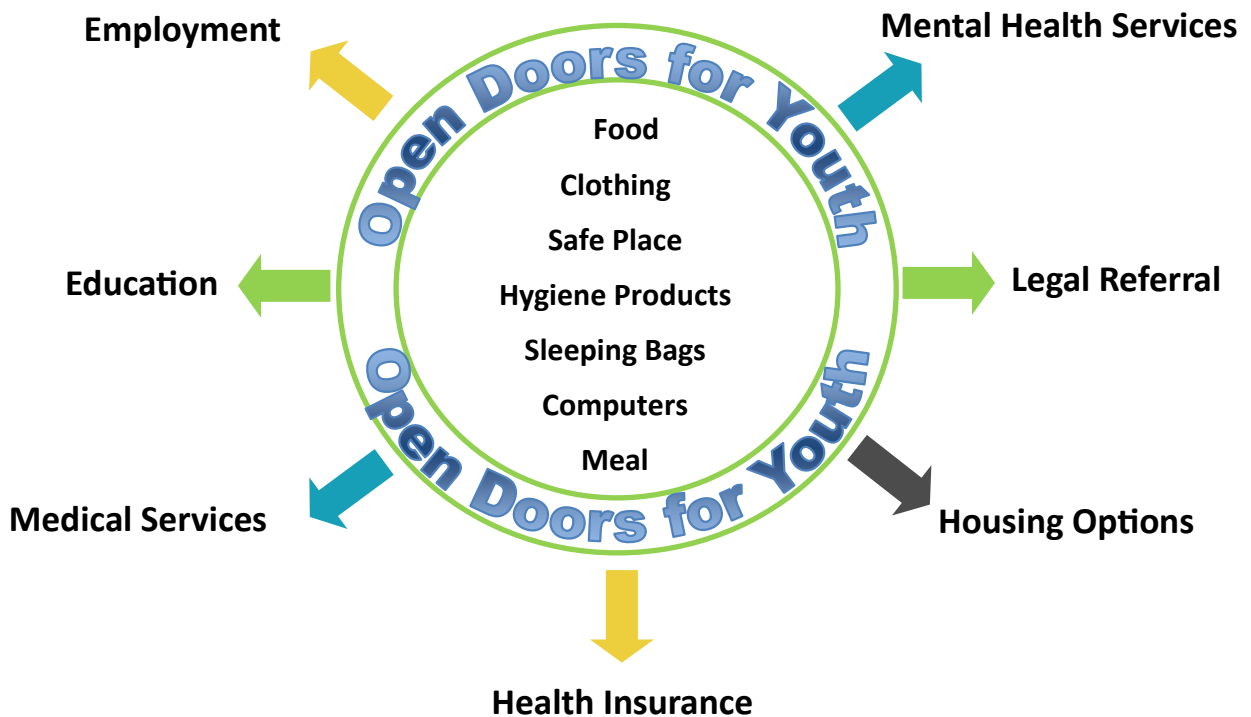 Employment
Mental Health Services
Open Doors for Youth
Food
Clothing
Safe Place
Hygiene Products
Sleeping Bags
Computers
Meal
Education
Legal Referral
Open Doors for Youth
Medical Services
Housing Options
Health Insurance